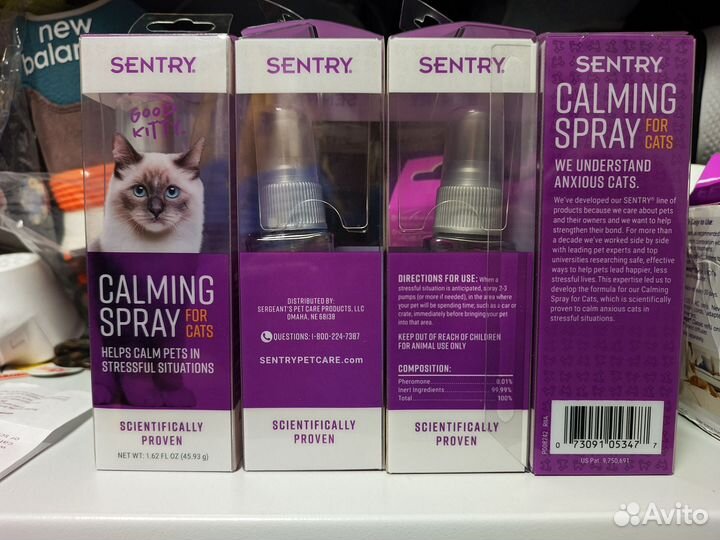 new
balance
SENTRY®
GOOD
KITTY.
CALMING
SPRAY FOR
CATS
HELPS CALM PETS IN
STRESSFUL SITUATIONS
SCIENTIFICALLY
PROVEN
NET WT: 1.62 FL OZ (45.93 g)
SENTRY®
DISTRIBUTED BY:
SERGEANT'S PET CARE PRODUCTS, LLC
OMAHA, NE 68138
QUESTIONS: 1-800-224-7387
SENTRYPETCARE.com
SCIENTIFICALLY
PROVEN
SENTRY®
DIRECTIONS FOR USE: When a
stressful situation is anticipated, spray 2-3
pumps (or more if needed), in the area where
your pet will be spending time; such as a car or
crate, immediately before bringing your pet
into that area.
KEEP OUT OF REACH OF CHILDREN
FOR ANIMAL USE ONLY
COMPOSITION:
Pheromone 0.01%
Inert Ingredients 99.99%
Total 100%
SCIENTIFICALLY
PROVEN
SENTRY®
CALMING
SPRAY FOR
CATS
WE UNDERSTAND
ANXIOUS CATS.
We've developed our SENTRY® line of
products because we care about pets
and their owners and we want to help
strengthen their bond. For more than
a decade we've worked side by side
with leading pet experts and top
universities researching safe, effective
ways to help pets lead happier, less
stressful lives. This expertise led us to
develop the formula for our Calming
Spray for Cats, which is scientifically
proven to calm anxious cats in
stressful situations.
0 73091 05347 7
US Pat. 9,750,691
Avito